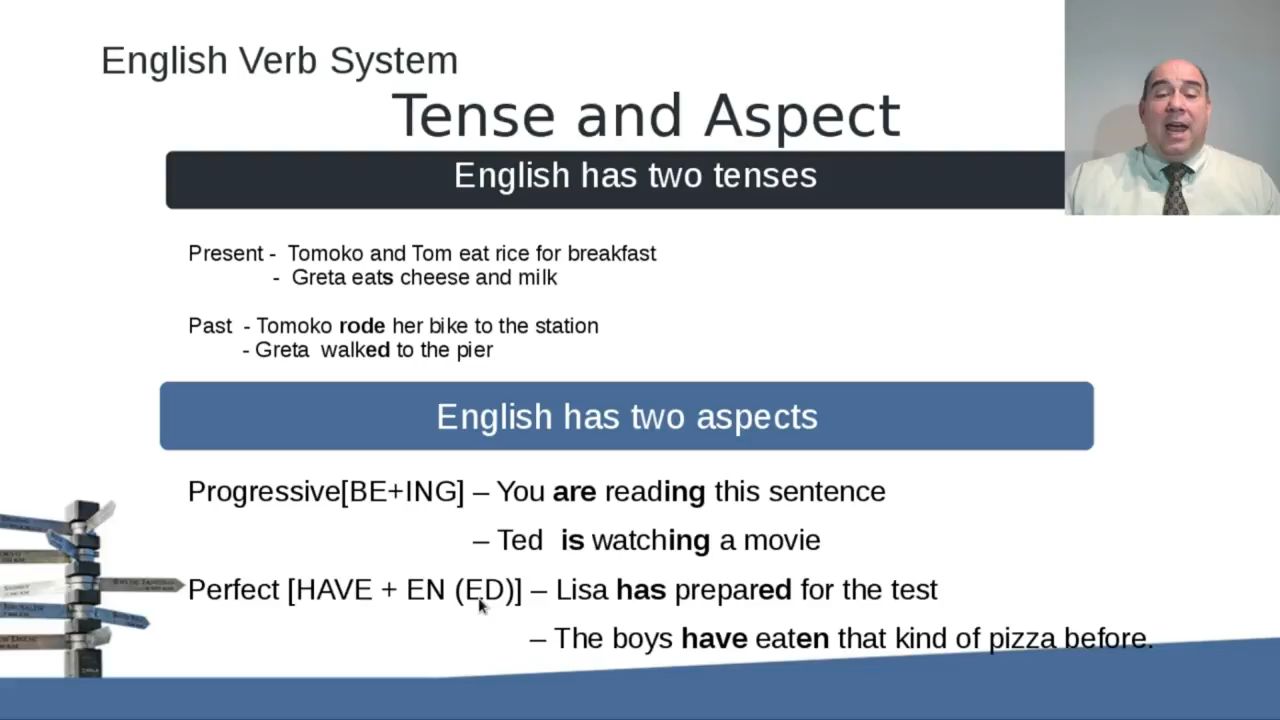 English Verb System
Tense and Aspect
English has two tenses
Present - Tomoko and Tom eat rice for breakfast
- Greta eats cheese and milk
Past - Tomoko rode her bike to the station
- Greta walked to the pier
English has two aspects
Progressive[BE+ING] – You are reading this sentence
– Ted is watching a movie
Perfect [HAVE + EN (ED)] – Lisa has prepared for the test
– The boys have eaten that kind of pizza before.